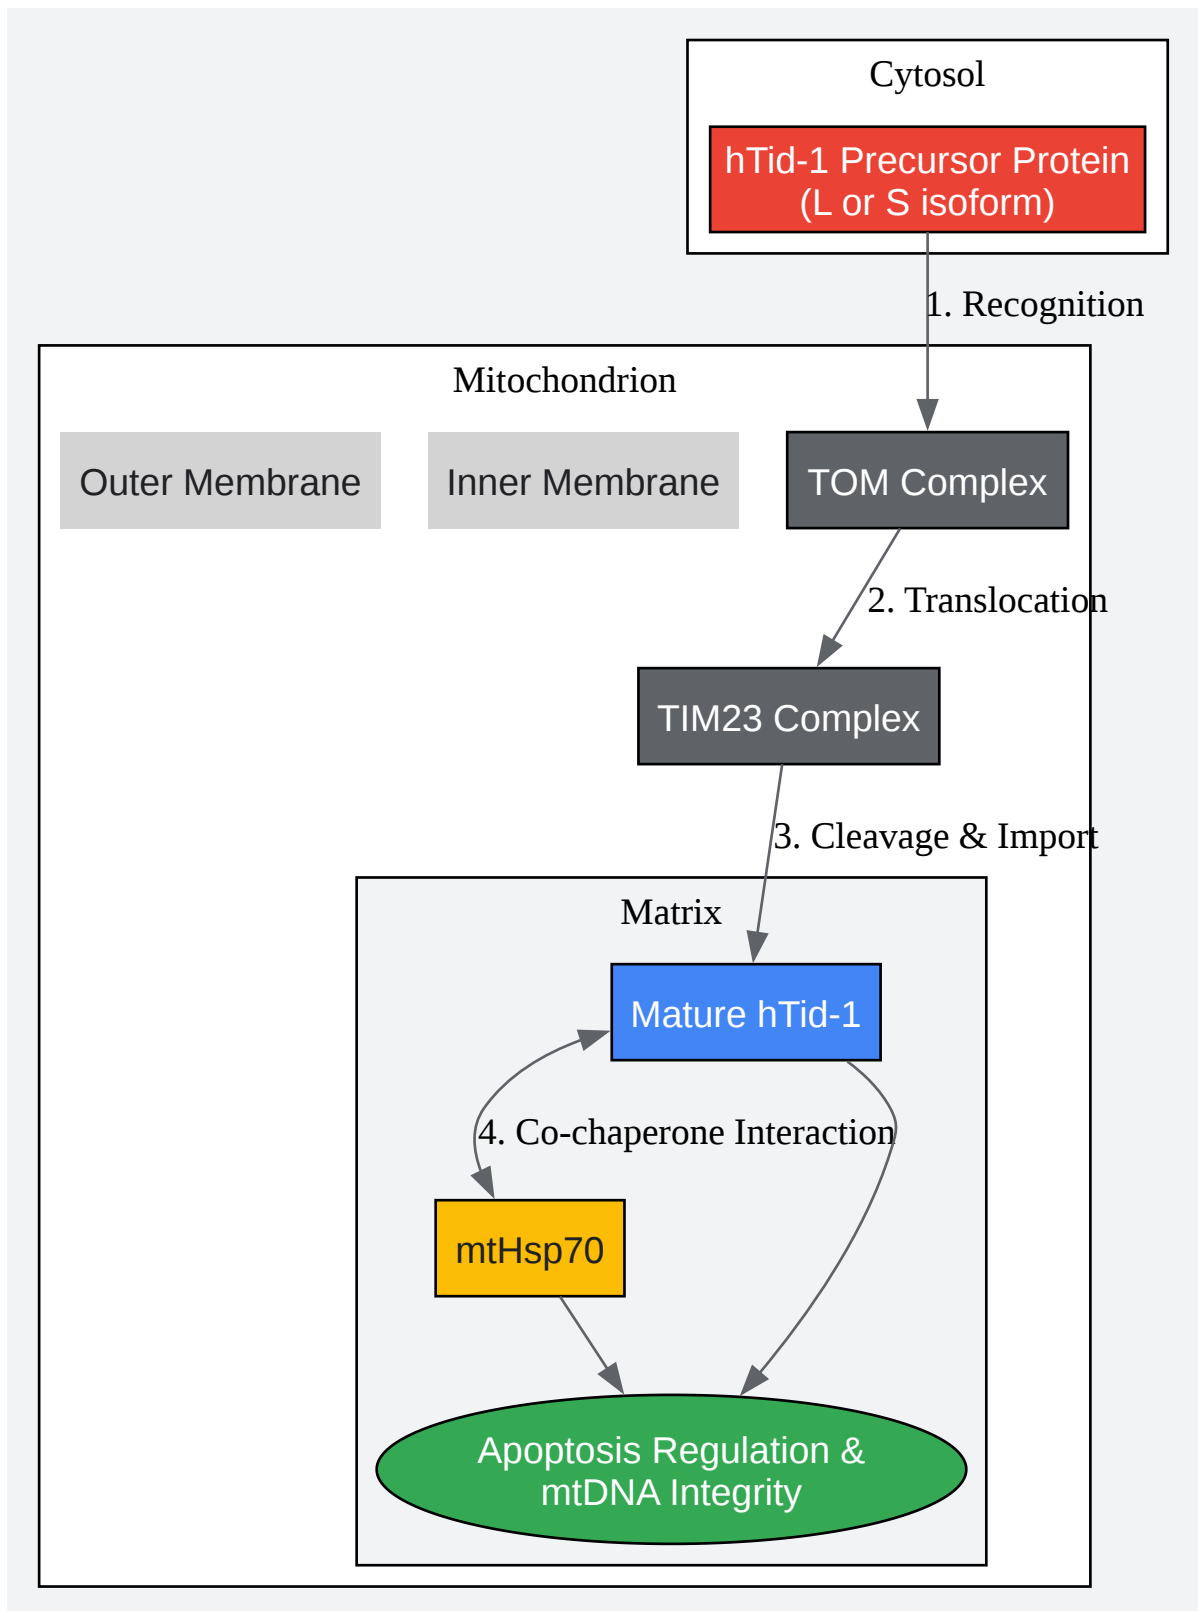 Cytosol
hTid-1 Precursor Protein
(L or S isoform)
1. Recognition
Mitochondrion
Outer Membrane
Inner Membrane
TOM Complex
2. Translocation
TIM23 Complex
3. Cleavage & Import
Matrix
Mature hTid-1
4. Co-chaperone Interaction
mtHsp70
Apoptosis Regulation &
mtDNA Integrity